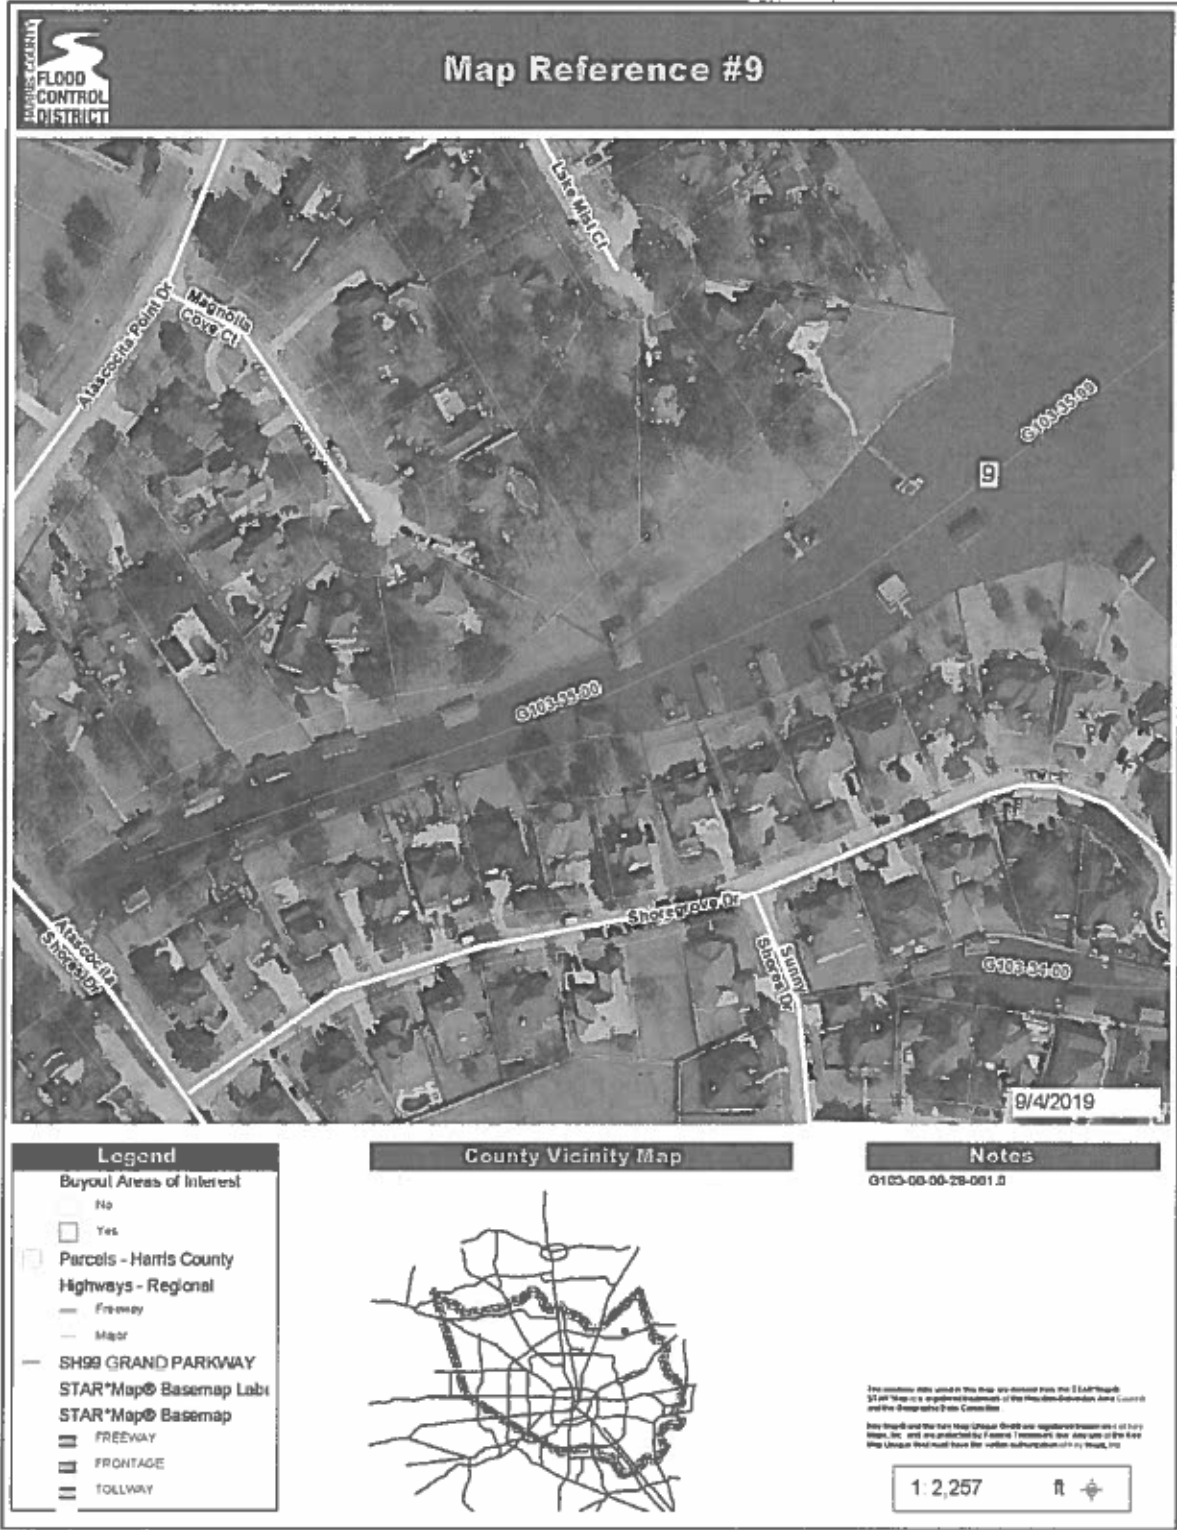 HARRIS COUNTY
FLOOD
CONTROL
DISTRICT
Map Reference #9
Lake Mist Ct
Magnolia
Cove Ct
Atascocita Point Dr
G103-35-00
9
G103-35-00
Shoregrove Dr
Atascocita
Shores Dr
Sunny
Shores Dr
G103-34-00
9/4/2019
Legend
Buyout Areas of Interest
No
Yes
Parcels - Harris County
Highways - Regional
Freeway
Major
SH99 GRAND PARKWAY
STAR*Map® Basemap Labe
STAR*Map® Basemap
FREEWAY
FRONTAGE
TOLLWAY
County Vicinity Map
Notes
G103-00-00-28-001.0
1: 2,257
ft